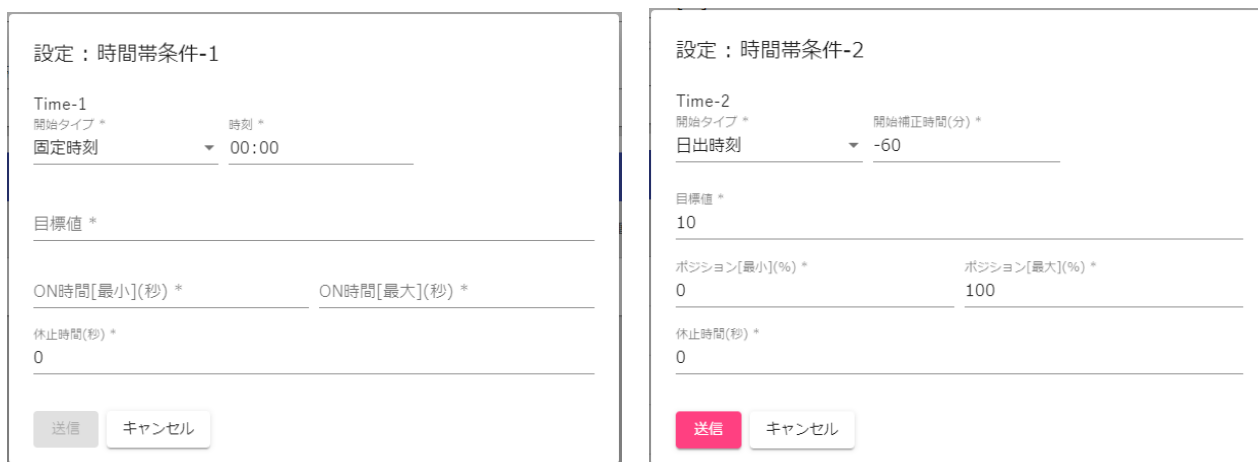 設定：時間帯条件-1
Time-1
開始タイプ *
時刻 *
固定時刻
00:00
目標値 *
ON時間[最小](秒) *
ON時間[最大](秒) *
休止時間(秒) *
0
送信
キャンセル
設定：時間帯条件-2
Time-2
開始タイプ *
開始補正時間(分) *
日出時刻
-60
目標値 *
10
ポジション[最小](%) *
ポジション[最大](%) *
0
100
休止時間(秒) *
0
送信
キャンセル